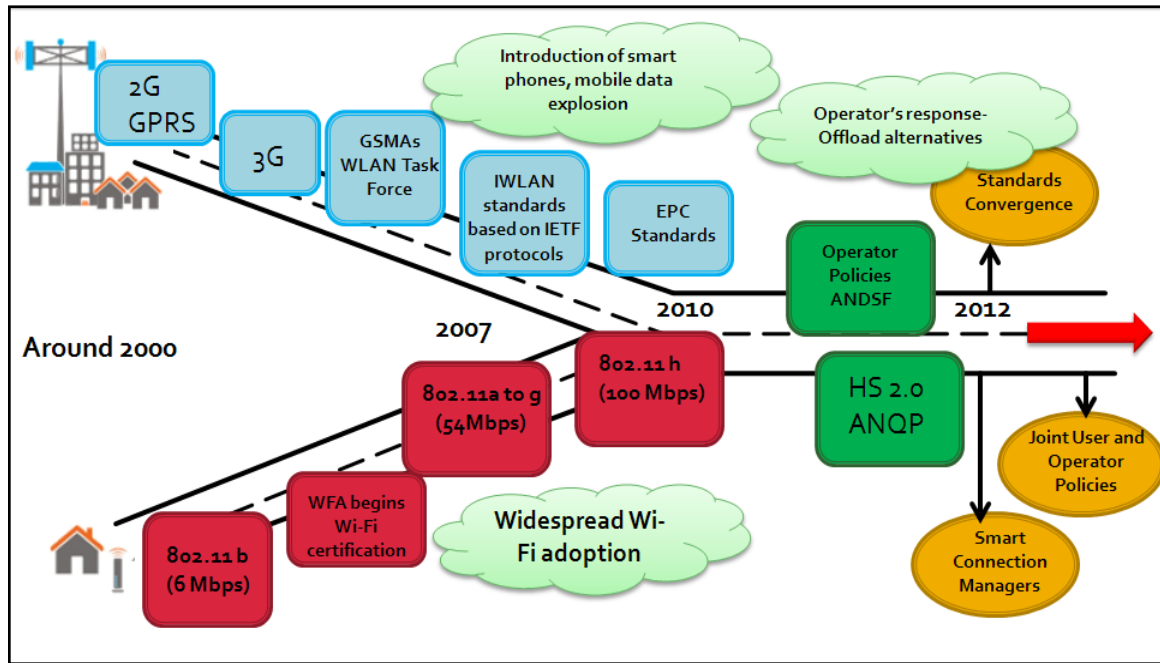 Introduction of smart
phones, mobile data
explosion
Operator's response-
Offload alternatives
2G
GPRS
3G
GSMAs
WLAN Task
Force
IWLAN
standards
based on IETF
protocols
EPC
Standards
Standards
Convergence
Operator
Policies
ANDSF
Around 2000
2007
2010
2012
802.11 b
(6 Mbps)
WFA begins
Wi-Fi
certification
802.11a to g
(54Mbps)
802.11 h
(100 Mbps)
HS 2.0
ANQP
Widespread Wi-
Fi adoption
Joint User and
Operator
Policies
Smart
Connection
Managers